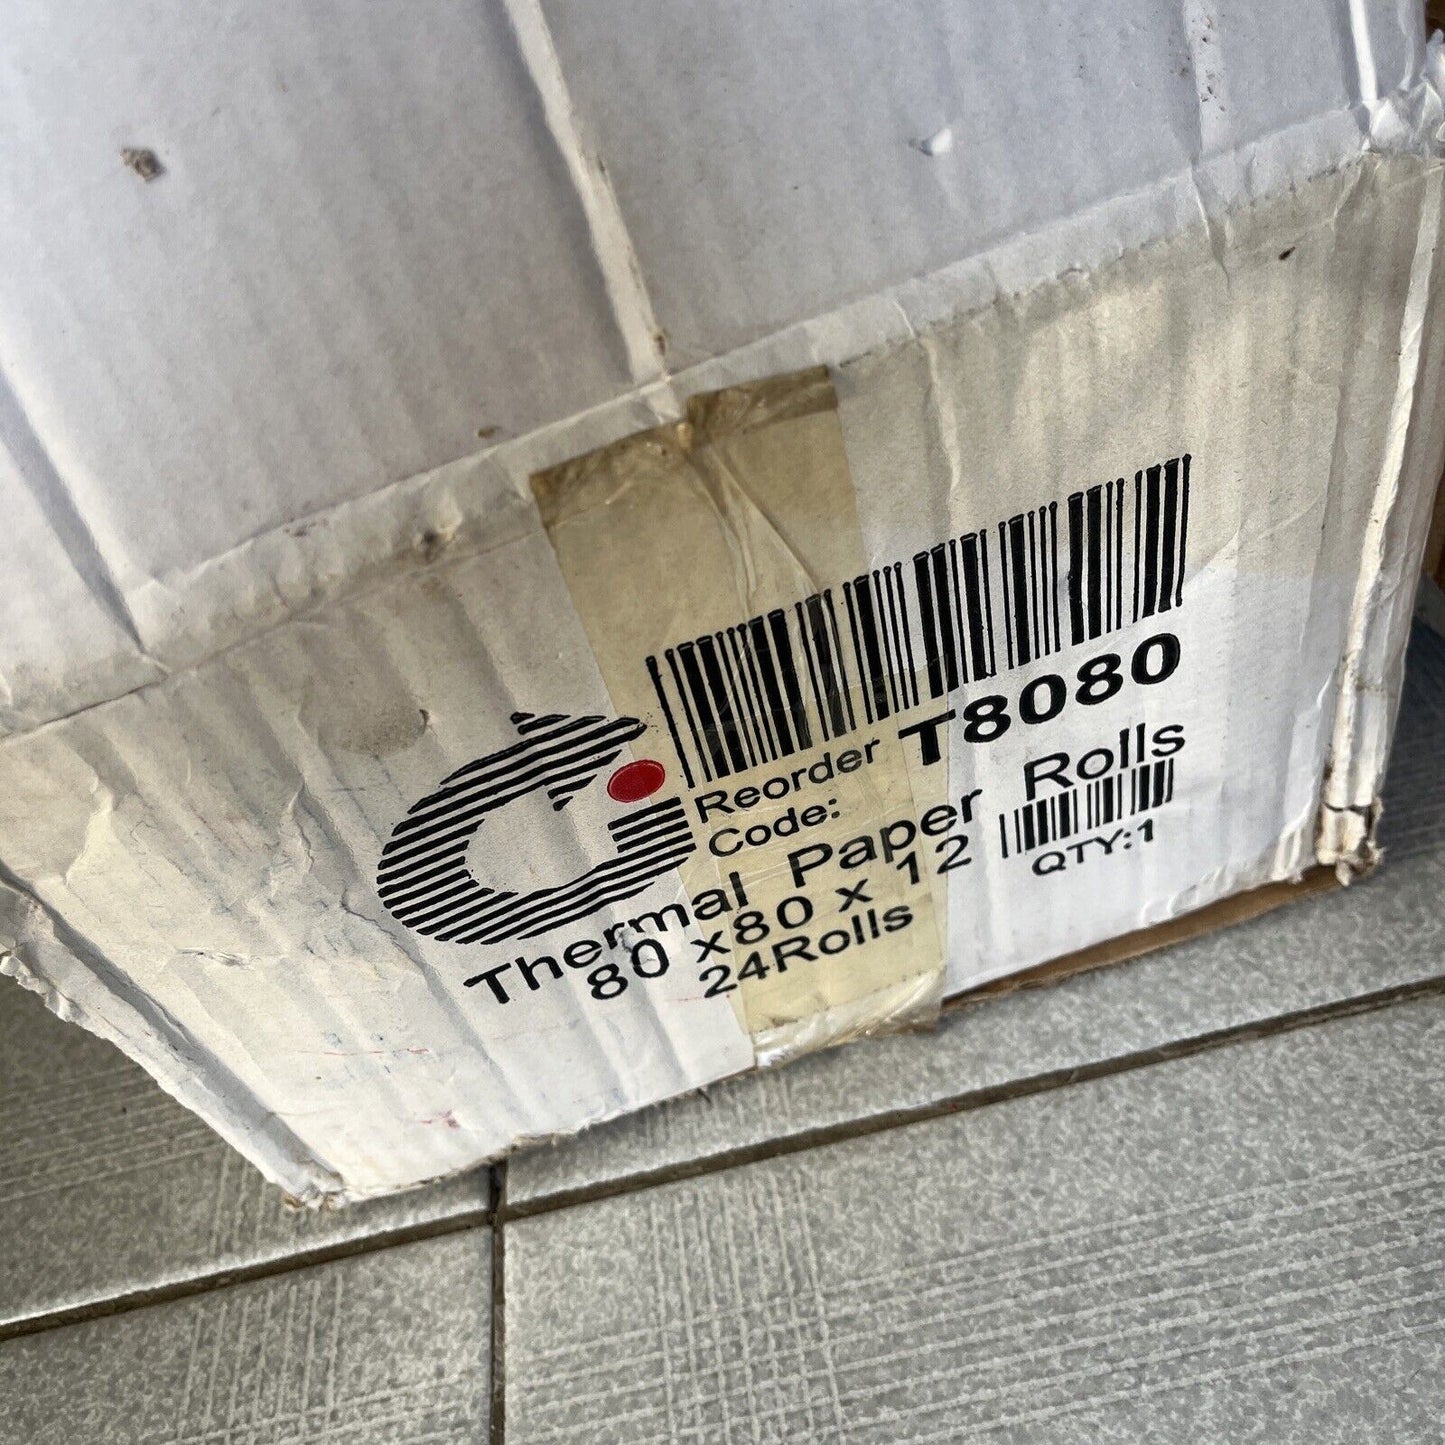 Reorder Code: T8080
Thermal Paper Rolls
80 x80 x 12
24Rolls
QTY:1